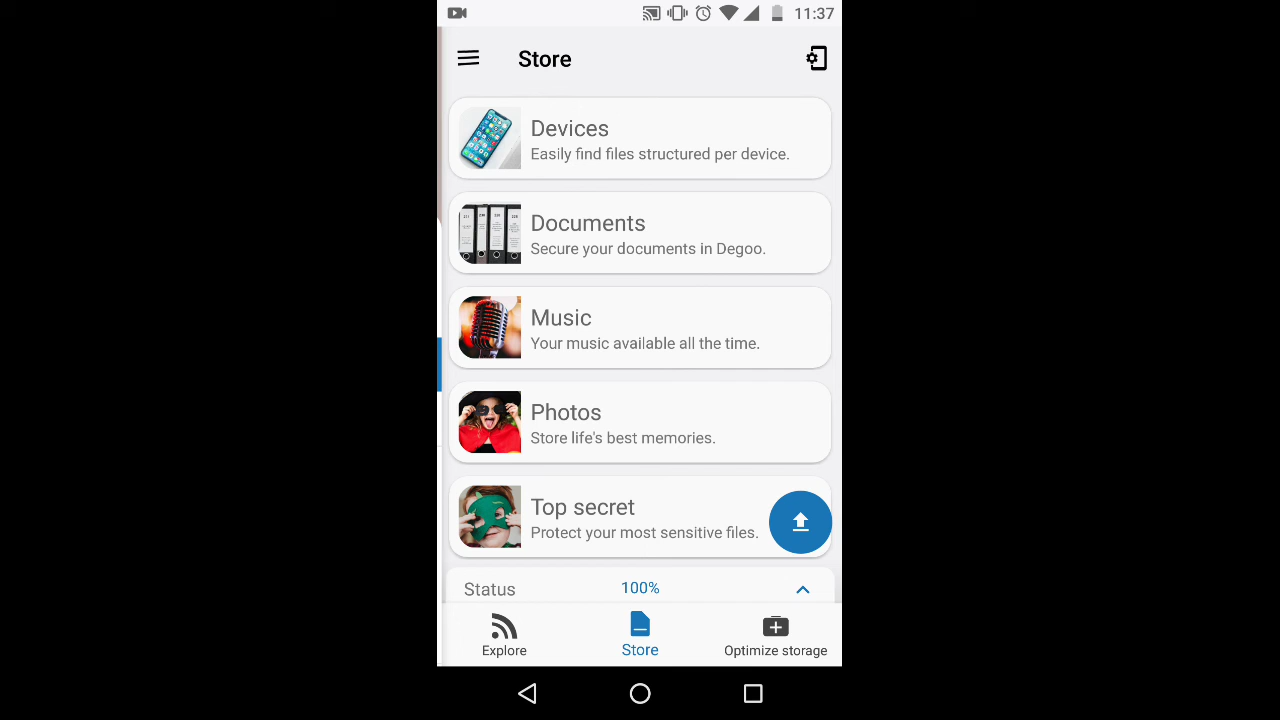 11:37
Store
Devices
Easily find files structured per device.
Documents
Secure your documents in Degoo.
Music
Your music available all the time.
Photos
Store life's best memories.
Top secret
Protect your most sensitive files.
Status 100%
Explore Store Optimize storage